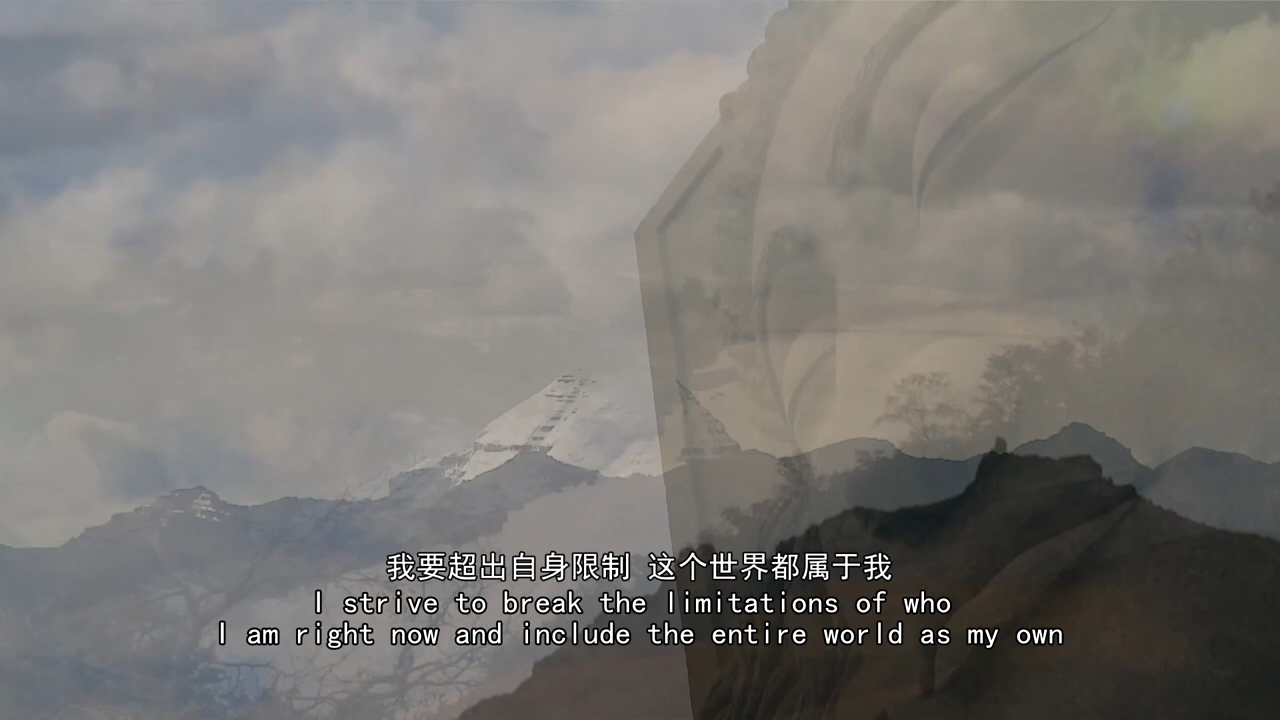 我要超出自身限制 这个世界都属于我
I strive to break the limitations of who
I am right now and include the entire world as my own